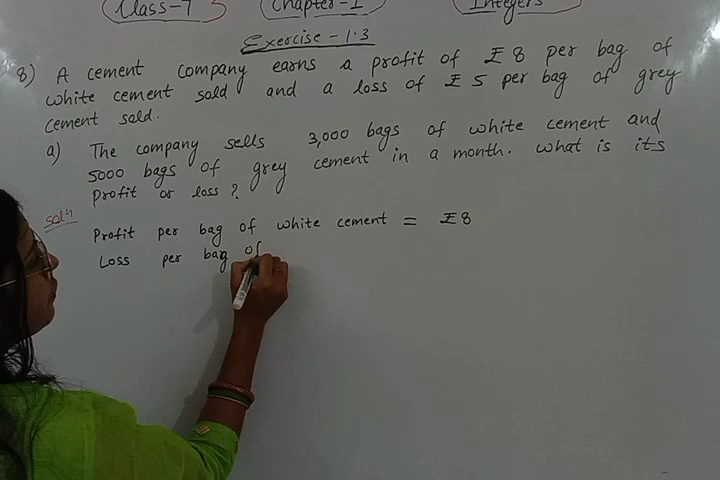 Class-7 Chapter-1 Integers
Exercise-1.3
8) A cement company earns a profit of ₹8 per bag of
white cement sold and a loss of ₹5 per bag of grey
cement sold.
a) The company sells 3,000 bags of white cement and
5000 bags of grey cement in a month. What is its
profit or loss?
Solⁿ
Profit per bag of white cement = ₹8
Loss per bag of